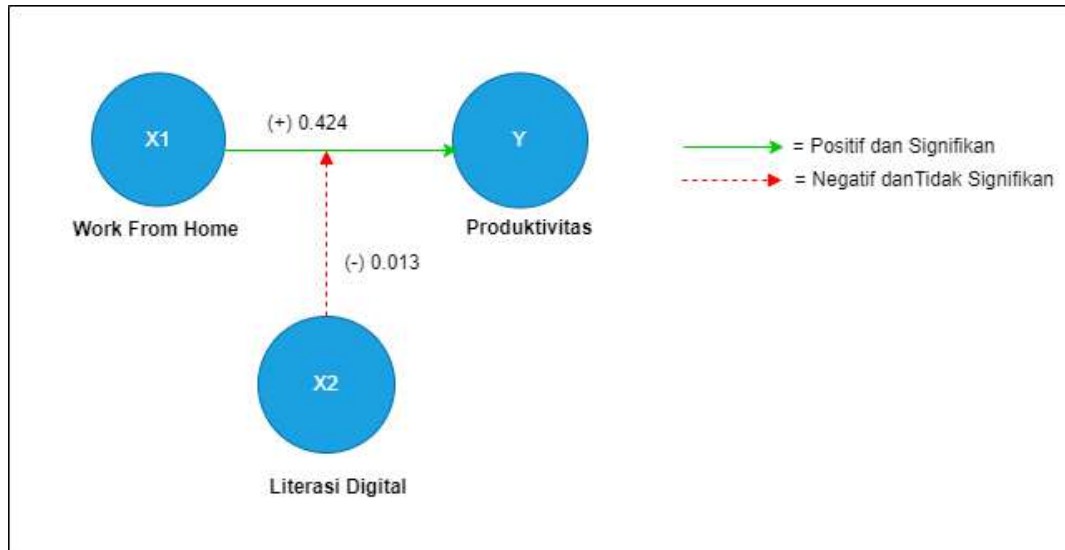 X1
(+) 0.424
Y
Work From Home
Produktivitas
= Positif dan Signifikan
= Negatif danTidak Signifikan
(-) 0.013
X2
Literasi Digital